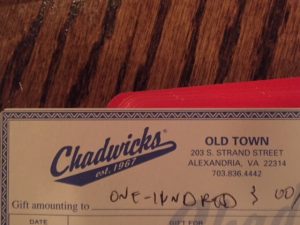 Chadwicks
est. 1967
OLD TOWN
203 S. STRAND STREET
ALEXANDRIA, VA 22314
703.836.4442
Gift amounting to ONE-HUNDRED $ 00/
DATE GIFT FOR